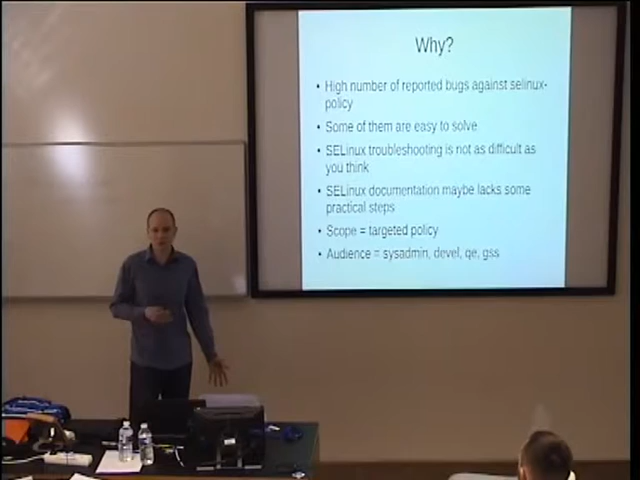 Why?
• High number of reported bugs against selinux-
policy
• Some of them are easy to solve
• SELinux troubleshooting is not as difficult as
you think
• SELinux documentation maybe lacks some
practical steps
• Scope = targeted policy
• Audience = sysadmin, devel, qe, gss